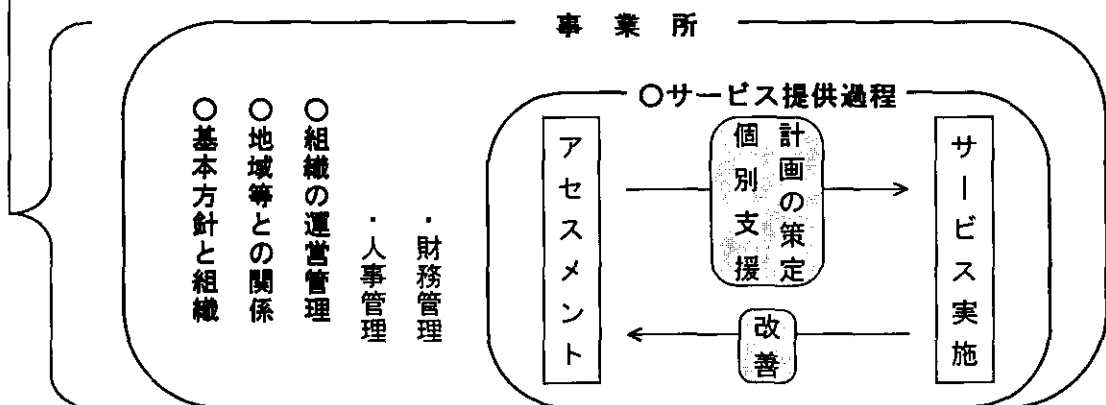 事業所
○基本方針と組織
○地域等との関係
○組織の運営管理
・人事管理
・財務管理
○サービス提供過程
アセスメント
個別支援
計画の策定
サービス実施
改善